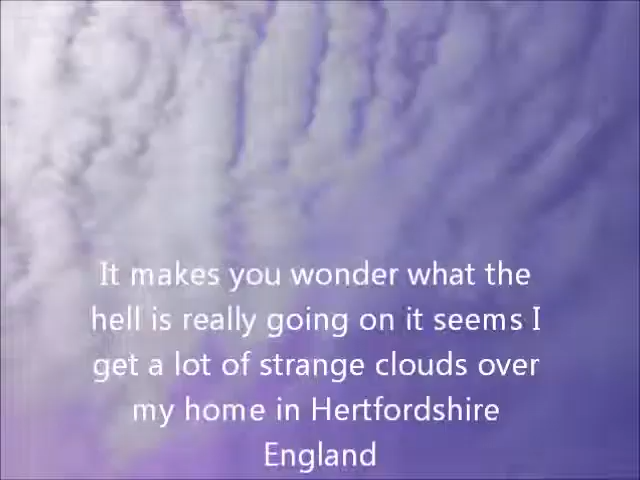 It makes you wonder what the
hell is really going on it seems I
get a lot of strange clouds over
my home in Hertfordshire
England